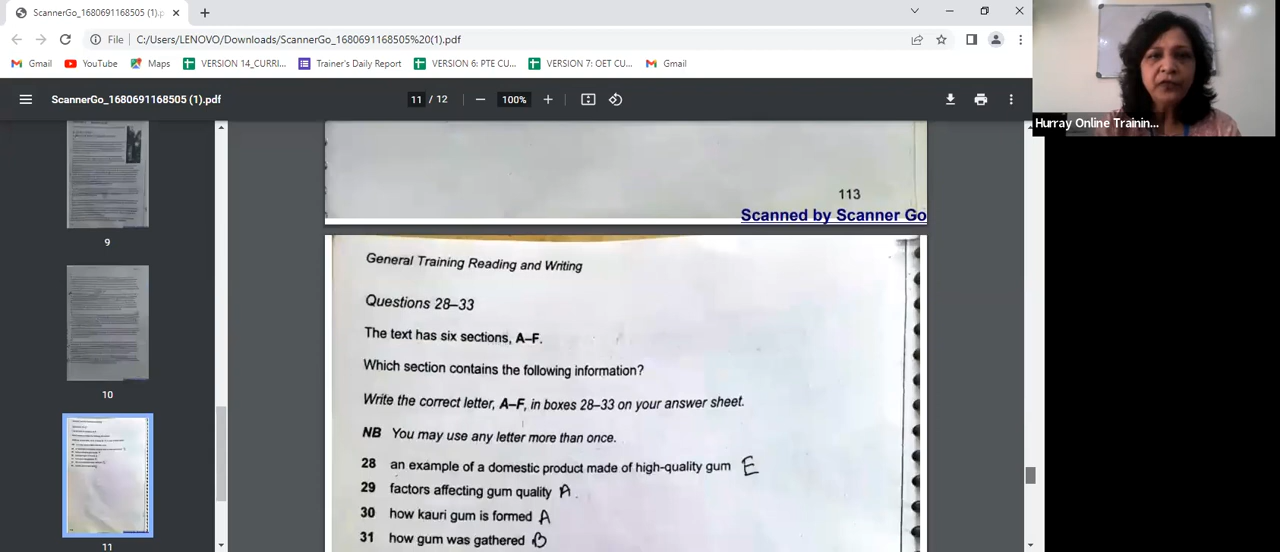 ScannerGo_1680691168505 (1).p
File
C:/Users/LENOVO/Downloads/ScannerGo_1680691168505%20(1).pdf
Gmail
YouTube
Maps
VERSION 14_CURRI...
Trainer's Daily Report
VERSION 6: PTE CU...
VERSION 7: OET CU...
Gmail
ScannerGo_1680691168505 (1).pdf
11 / 12
100%
Hurray Online Trainin...
9
10
11
113
Scanned by Scanner Go
General Training Reading and Writing
Questions 28–33
The text has six sections, A–F.
Which section contains the following information?
Write the correct letter, A–F, in boxes 28–33 on your answer sheet.
NB You may use any letter more than once.
28 an example of a domestic product made of high-quality gum E
29 factors affecting gum quality A
30 how kauri gum is formed A
31 how gum was gathered B